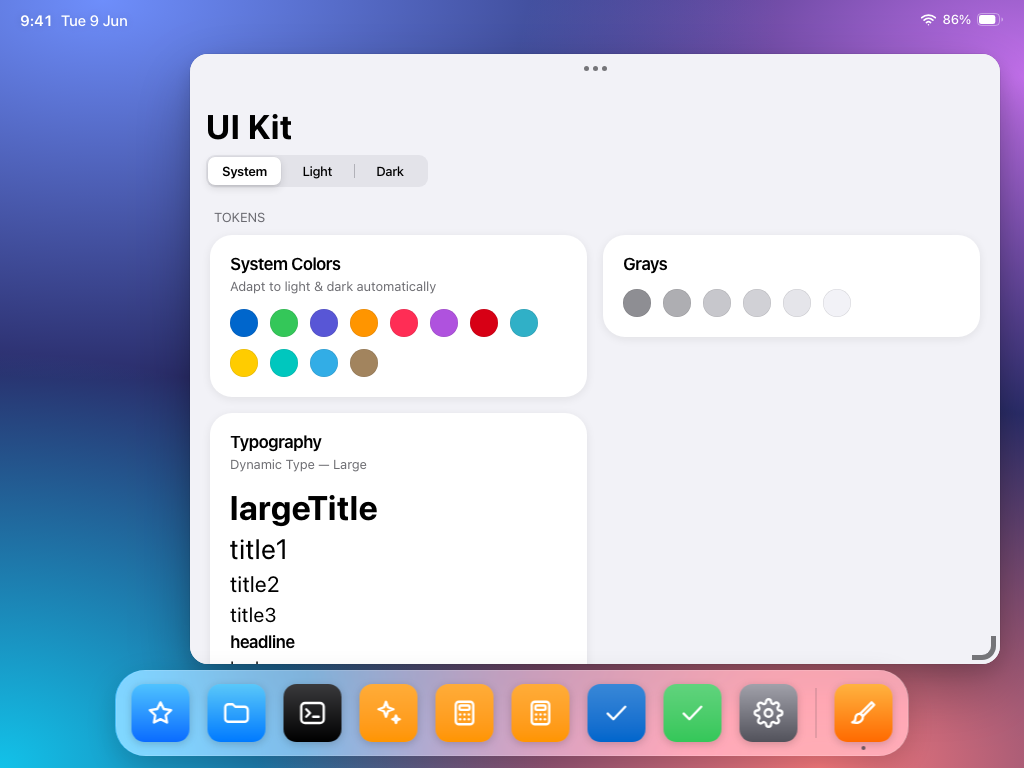 9:41 Tue 9 Jun
86%
UI Kit
System Light Dark
TOKENS
System Colors
Adapt to light & dark automatically
Grays
Typography
Dynamic Type — Large
largeTitle
title1
title2
title3
headline